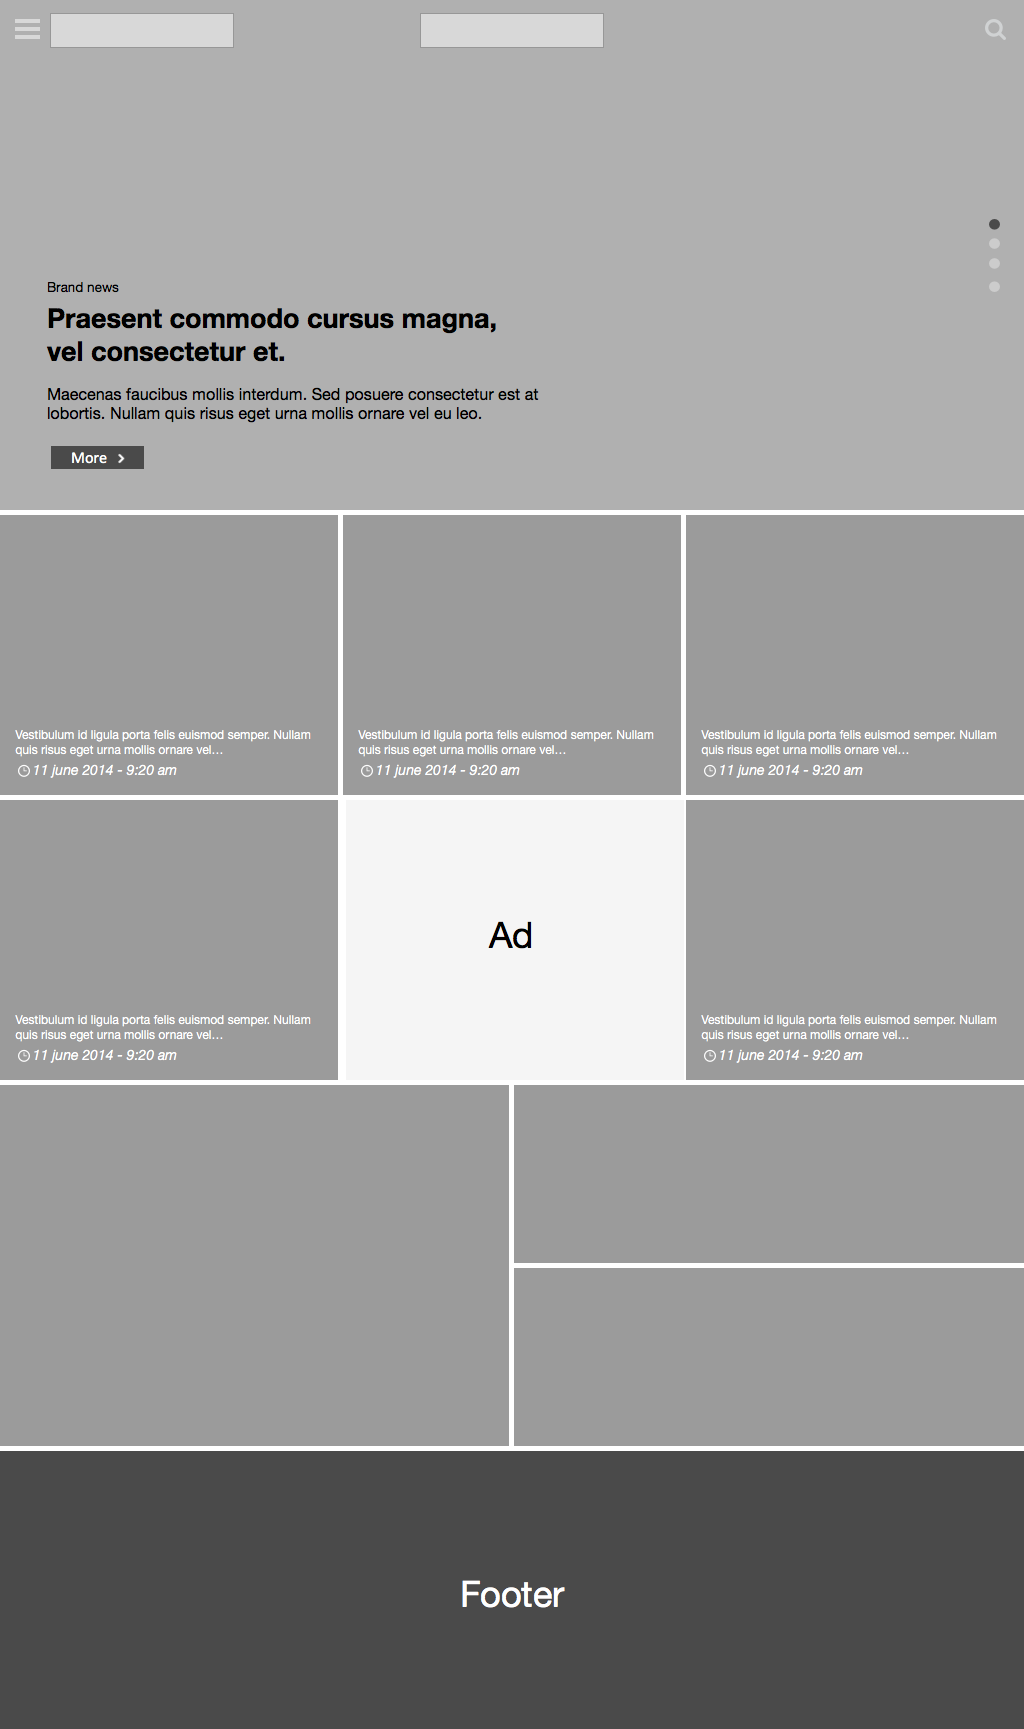 Brand news
Praesent commodo cursus magna,
vel consectetur et.
Maecenas faucibus mollis interdum. Sed posuere consectetur est at
lobortis. Nullam quis risus eget urna mollis ornare vel eu leo.
More
Vestibulum id ligula porta felis euismod semper. Nullam
quis risus eget urna mollis ornare vel...
11 june 2014 - 9:20 am
Vestibulum id ligula porta felis euismod semper. Nullam
quis risus eget urna mollis ornare vel...
11 june 2014 - 9:20 am
Vestibulum id ligula porta felis euismod semper. Nullam
quis risus eget urna mollis ornare vel...
11 june 2014 - 9:20 am
Vestibulum id ligula porta felis euismod semper. Nullam
quis risus eget urna mollis ornare vel...
11 june 2014 - 9:20 am
Ad
Vestibulum id ligula porta felis euismod semper. Nullam
quis risus eget urna mollis ornare vel...
11 june 2014 - 9:20 am
Footer